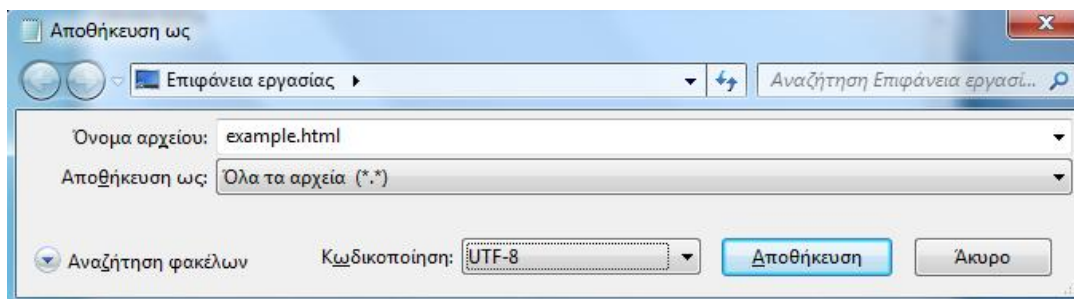 Αποθήκευση ως
Επιφάνεια εργασίας
Αναζήτηση Επιφάνεια εργασί...
Όνομα αρχείου: example.html
Αποθήκευση ως: Όλα τα αρχεία (*.*)
Αναζήτηση φακέλων Κωδικοποίηση: UTF-8 Αποθήκευση Άκυρο